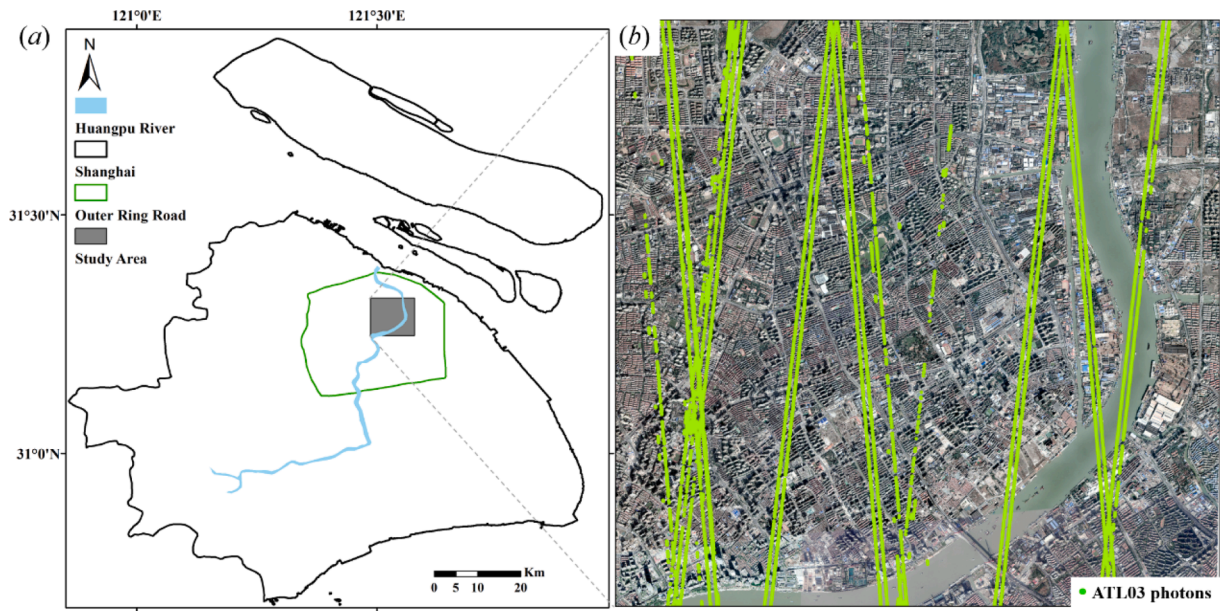 121°0'E
121°30'E
(a)
(b)
N
Huangpu River
Shanghai
31°30'N
Outer Ring Road
Study Area
31°0'N
Km
0 5 10 20
ATL03 photons